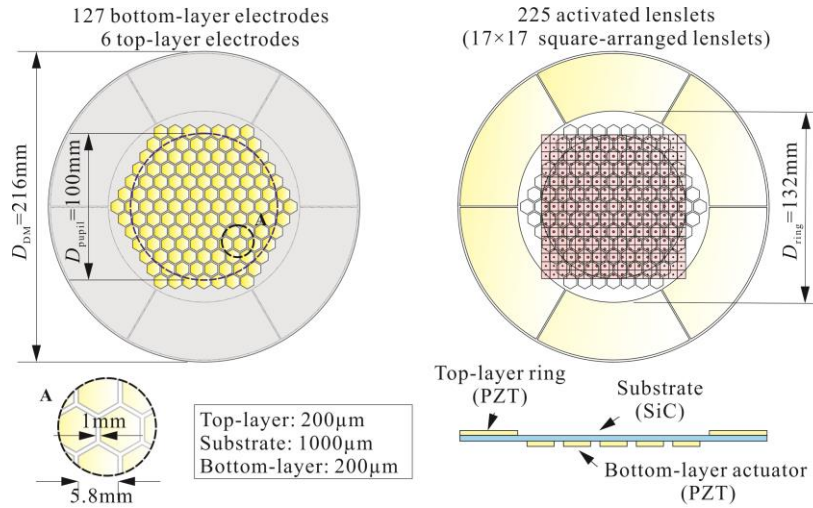 127 bottom-layer electrodes
6 top-layer electrodes
D_DM=216mm
D_pupil=100mm
A
225 activated lenslets
(17×17 square-arranged lenslets)
D_ring=132mm
A
1mm
5.8mm
Top-layer: 200μm
Substrate: 1000μm
Bottom-layer: 200μm
Top-layer ring
(PZT)
Substrate
(SiC)
Bottom-layer actuator
(PZT)